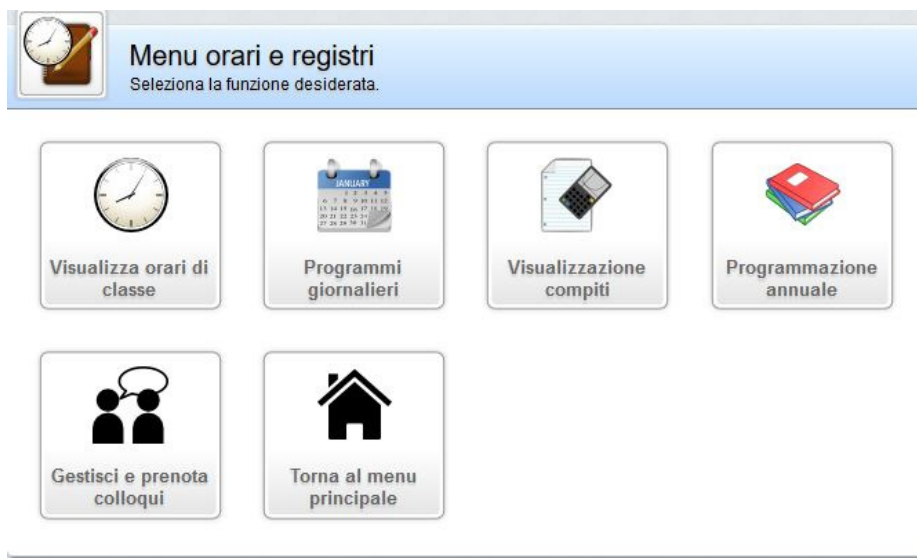 Menu orari e registri
Seleziona la funzione desiderata.
JANUARY
Visualizza orari di
classe
Programmi
giornalieri
Visualizzazione
compiti
Programmazione
annuale
Gestisci e prenota
colloqui
Torna al menu
principale